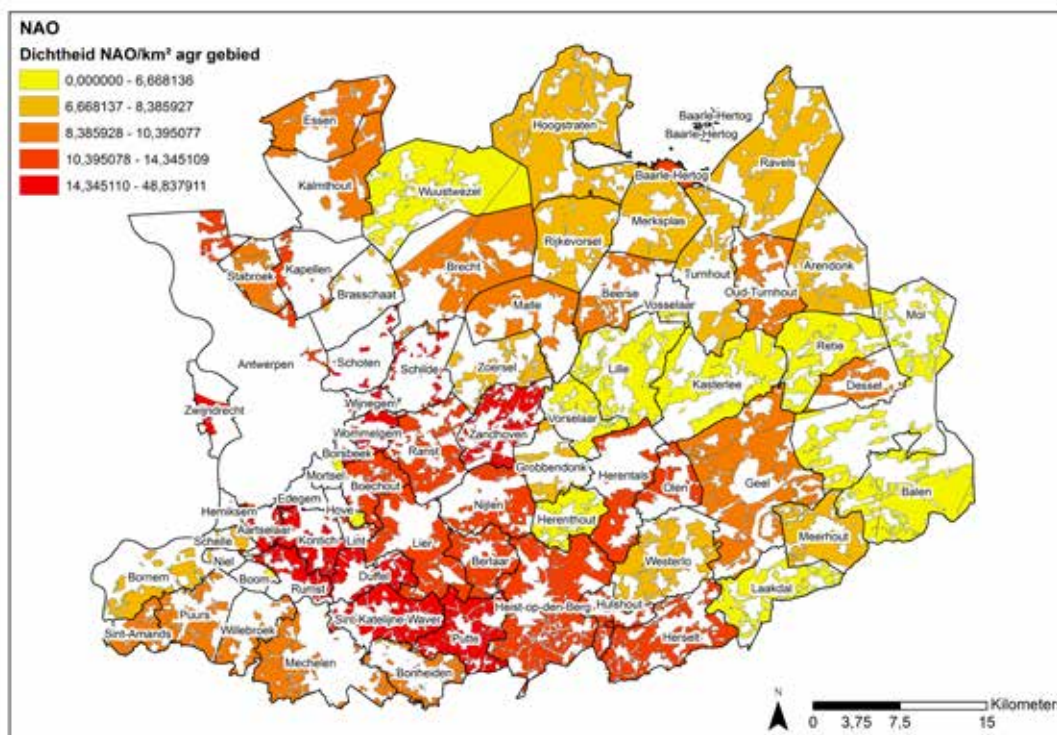 NAO
Dichtheid NAO/km² agr gebied
0,000000 - 6,668136
6,668137 - 8,385927
8,385928 - 10,395077
10,395078 - 14,345109
14,345110 - 48,837911
Essen
Hoogstraten
Baarle-Hertog
Baarle-Hertog
Baarle-Hertog
Ravels
Kalmthout
Wuustwezel
Merksplas
Rijkevorsel
Stabroek
Kapellen
Brecht
Turnhout
Arendonk
Brasschaat
Beerse
Vosselaar
Oud-Turnhout
Malle
Mol
Retie
Antwerpen
Schoten
Schilde
Zoersel
Lille
Kasterlee
Dessel
Zwijndrecht
Wijnegem
Vorselaar
Wommelgem
Ranst
Zandhoven
Borsbeek
Grobbendonk
Herentals
Mortsel
Boechout
Olen
Geel
Balen
Edegem
Nijlen
Hemiksem
Hove
Herenthout
Aartselaar
Schelle
Kontich
Lint
Lier
Meerhout
Niel
Berlaar
Westerlo
Bornem
Boom
Duffel
Laakdal
Rumst
Heist-op-den-Berg
Hulshout
Puurs
Sint-Katelijne-Waver
Sint-Amands
Willebroek
Putte
Herselt
Mechelen
Bonheiden
N
Kilometer
0 3,75 7,5 15